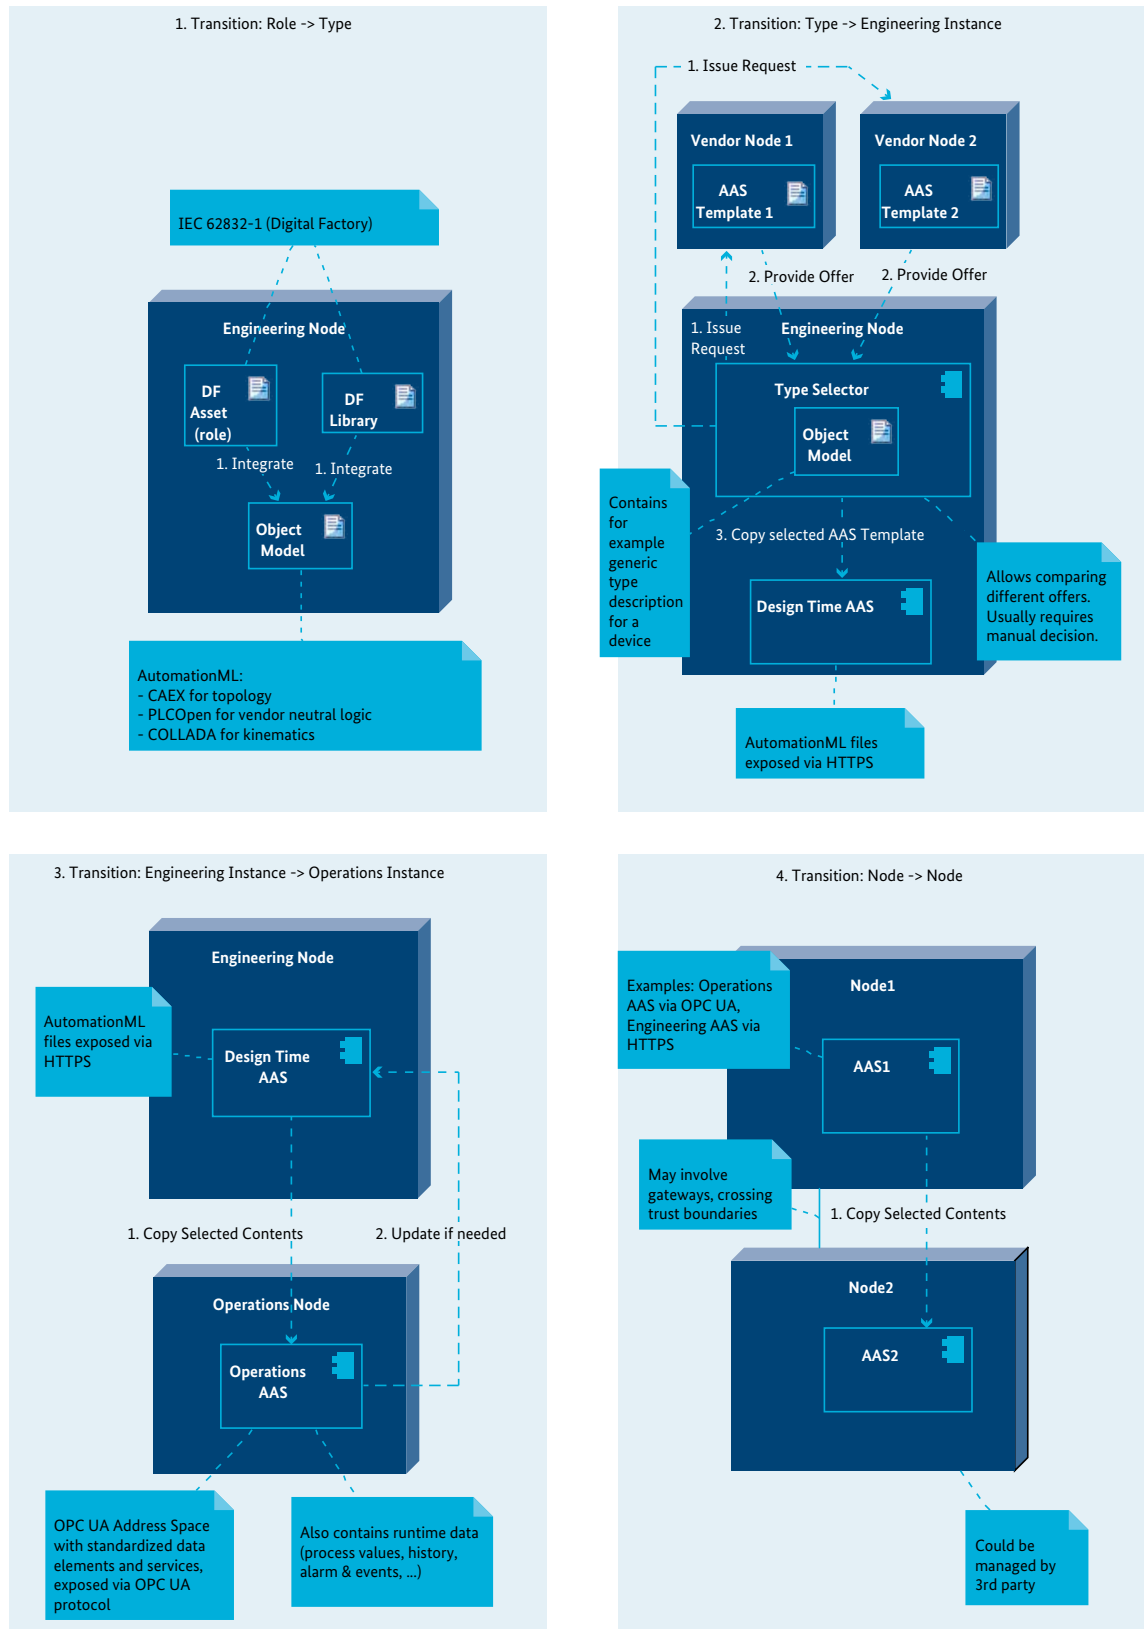 1. Transition: Role -> Type
IEC 62832-1 (Digital Factory)
Engineering Node
DF
Asset
(role)
DF
Library
1. Integrate
1. Integrate
Object
Model
AutomationML:
- CAEX for topology
- PLCOpen for vendor neutral logic
- COLLADA for kinematics
2. Transition: Type -> Engineering Instance
1. Issue Request
Vendor Node 1
AAS
Template 1
Vendor Node 2
AAS
Template 2
2. Provide Offer
2. Provide Offer
1. Issue
Request
Engineering Node
Type Selector
Object
Model
Contains
for
example
generic
type
description
for a
device
3. Copy selected AAS Template
Allows comparing
different offers.
Usually requires
manual decision.
Design Time AAS
AutomationML files
exposed via HTTPS
3. Transition: Engineering Instance -> Operations Instance
Engineering Node
AutomationML
files exposed via
HTTPS
Design Time
AAS
1. Copy Selected Contents
2. Update if needed
Operations Node
Operations
AAS
OPC UA Address Space
with standardized data
elements and services,
exposed via OPC UA
protocol
Also contains runtime data
(process values, history,
alarm & events, ...)
4. Transition: Node -> Node
Examples: Operations
AAS via OPC UA,
Engineering AAS via
HTTPS
Node1
AAS1
May involve
gateways, crossing
trust boundaries
1. Copy Selected Contents
Node2
AAS2
Could be
managed by
3rd party